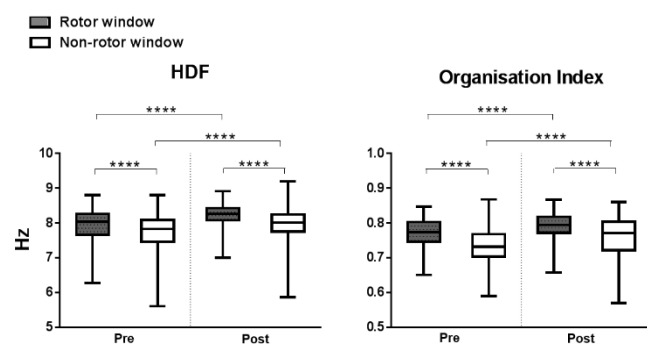 Rotor window
Non-rotor window
HDF
Organisation Index
****
****
****
****
****
****
****
****
10
9
8
7
6
5
Hz
Pre
Post
1.0
0.9
0.8
0.7
0.6
0.5
Pre
Post